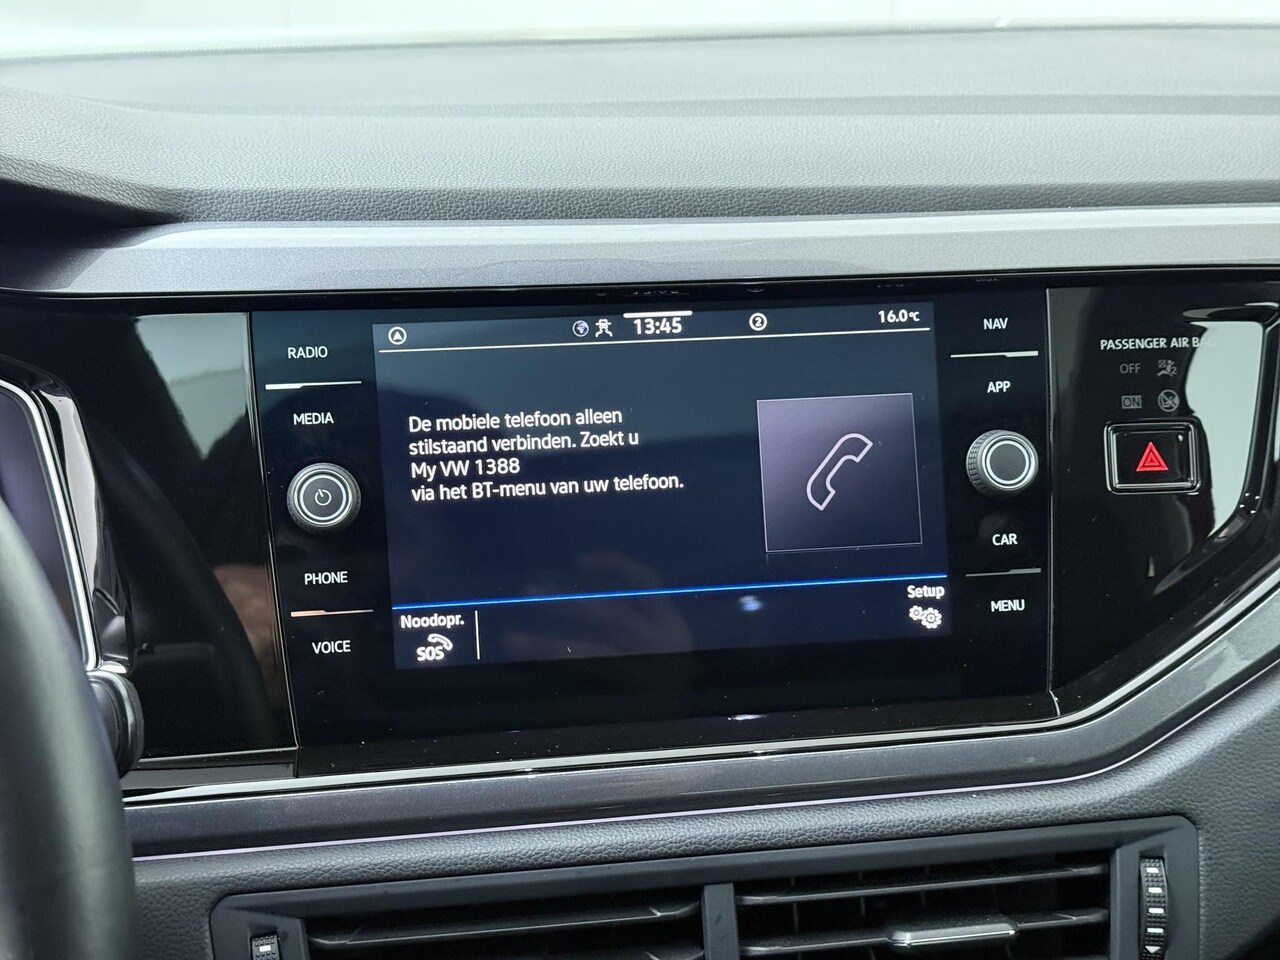 RADIO
MEDIA
PHONE
VOICE
13:45
2
16.0°C
De mobiele telefoon alleen
stilstaand verbinden. Zoekt u
My VW 1388
via het BT-menu van uw telefoon.
Noodopr.
SOS
Setup
NAV
APP
CAR
MENU
PASSENGER AIR BAG
OFF
ON